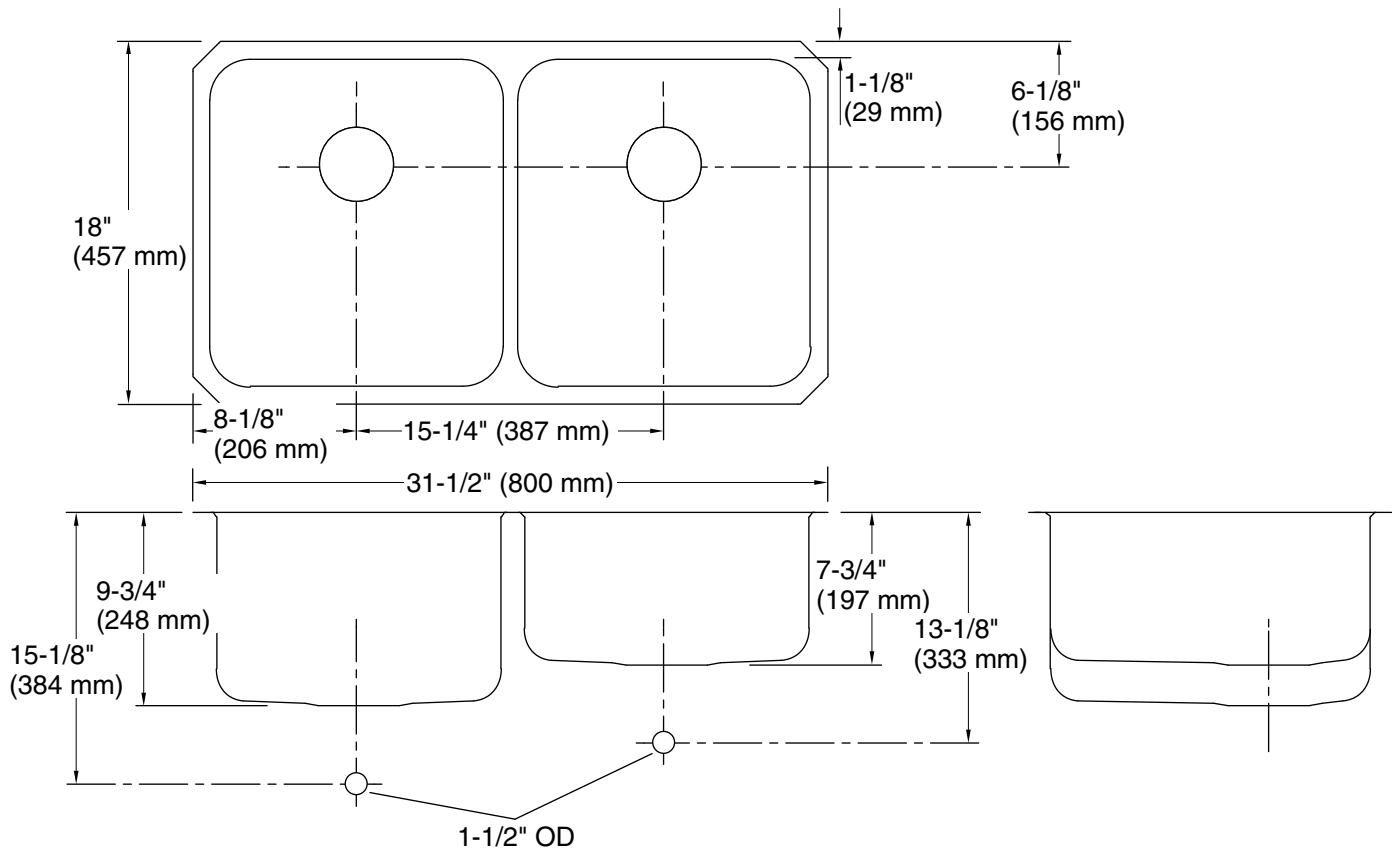 1-1/8"
(29 mm)
6-1/8"
(156 mm)
18"
(457 mm)
8-1/8"
(206 mm)
15-1/4" (387 mm)
31-1/2" (800 mm)
9-3/4"
(248 mm)
15-1/8"
(384 mm)
7-3/4"
(197 mm)
13-1/8"
(333 mm)
1-1/2" OD